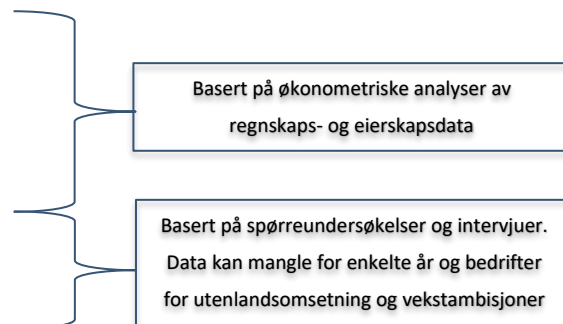 Basert på økonometriske analyser av
regnskaps- og eierskapsdata
Basert på spørreundersøkelser og intervjuer.
Data kan mangle for enkelte år og bedrifter
for utenlandsomsetning og vekstambisjoner